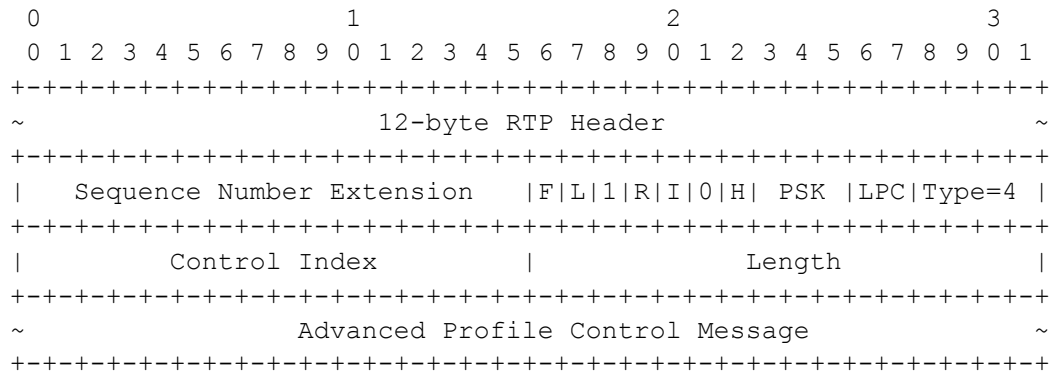 0                   1                   2                   3
 0 1 2 3 4 5 6 7 8 9 0 1 2 3 4 5 6 7 8 9 0 1 2 3 4 5 6 7 8 9 0 1
+-+-+-+-+-+-+-+-+-+-+-+-+-+-+-+-+-+-+-+-+-+-+-+-+-+-+-+-+-+-+-+-+
~                      12-byte RTP Header                       ~
+-+-+-+-+-+-+-+-+-+-+-+-+-+-+-+-+-+-+-+-+-+-+-+-+-+-+-+-+-+-+-+-+
|   Sequence Number Extension   |F|L|1|R|I|0|H| PSK |LPC|Type=4 |
+-+-+-+-+-+-+-+-+-+-+-+-+-+-+-+-+-+-+-+-+-+-+-+-+-+-+-+-+-+-+-+-+
|         Control Index         |             Length            |
+-+-+-+-+-+-+-+-+-+-+-+-+-+-+-+-+-+-+-+-+-+-+-+-+-+-+-+-+-+-+-+-+
~                 Advanced Profile Control Message              ~
+-+-+-+-+-+-+-+-+-+-+-+-+-+-+-+-+-+-+-+-+-+-+-+-+-+-+-+-+-+-+-+-+